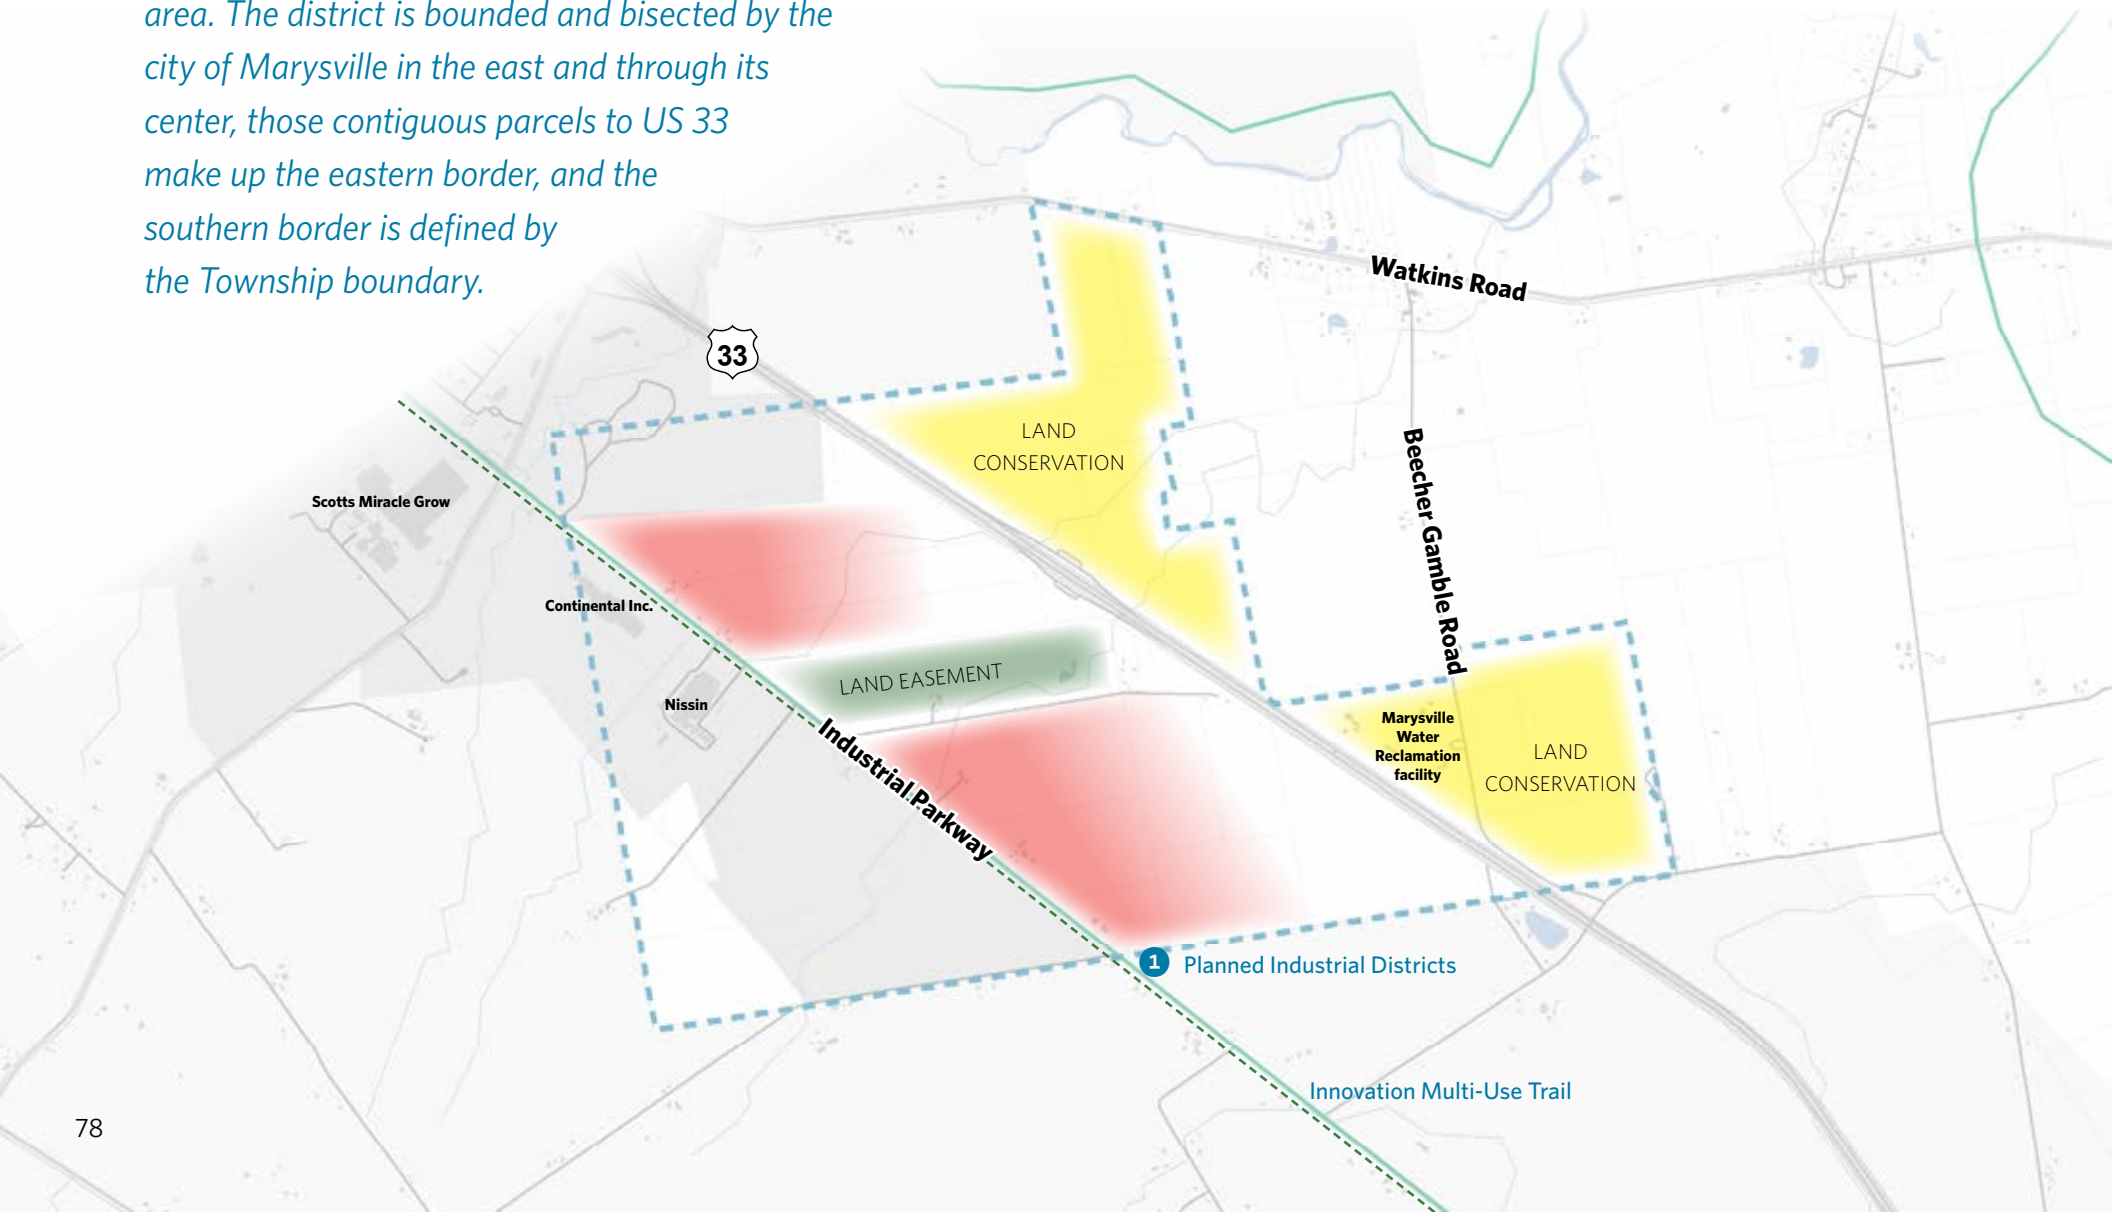 area. The district is bounded and bisected by the
city of Marysville in the east and through its
center, those contiguous parcels to US 33
make up the eastern border, and the
southern border is defined by
the Township boundary.
Watkins Road
33
LAND
CONSERVATION
Beecher Gamble Road
Scotts Miracle Grow
Continental Inc.
LAND EASEMENT
Nissin
Industrial Parkway
Marysville
Water
Reclamation
facility
LAND
CONSERVATION
1 Planned Industrial Districts
Innovation Multi-Use Trail
78